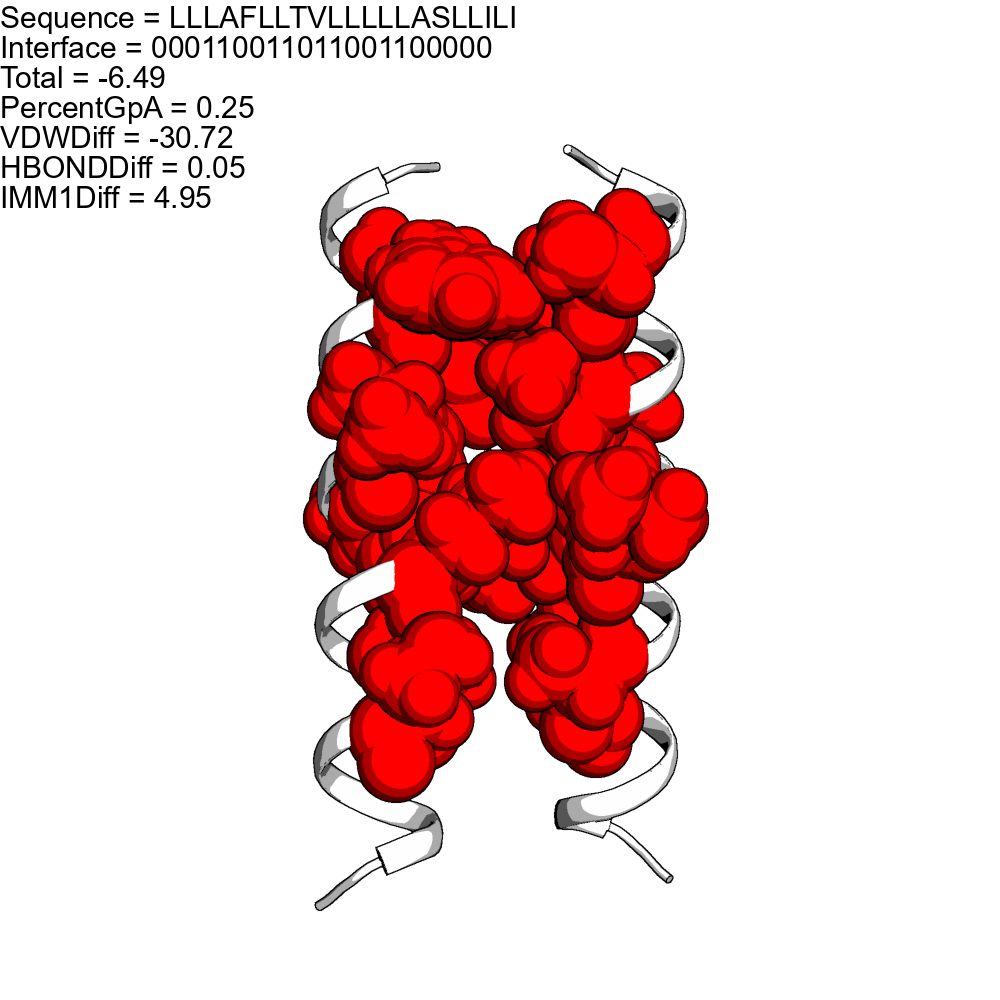 Sequence = LLLAFLLTVLLLLLASLLILI
Interface = 000110011011001100000
Total = -6.49
PercentGpA = 0.25
VDWDiff = -30.72
HBONDDiff = 0.05
IMM1Diff = 4.95